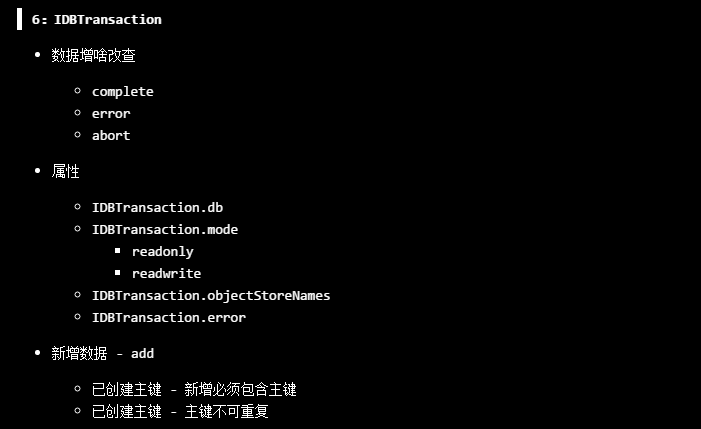 6: IDBTransaction
数据增啥改查
complete
error
abort
属性
IDBTransaction.db
IDBTransaction.mode
readonly
readwrite
IDBTransaction.objectStoreNames
IDBTransaction.error
新增数据 - add
已创建主键 - 新增必须包含主键
已创建主键 - 主键不可重复